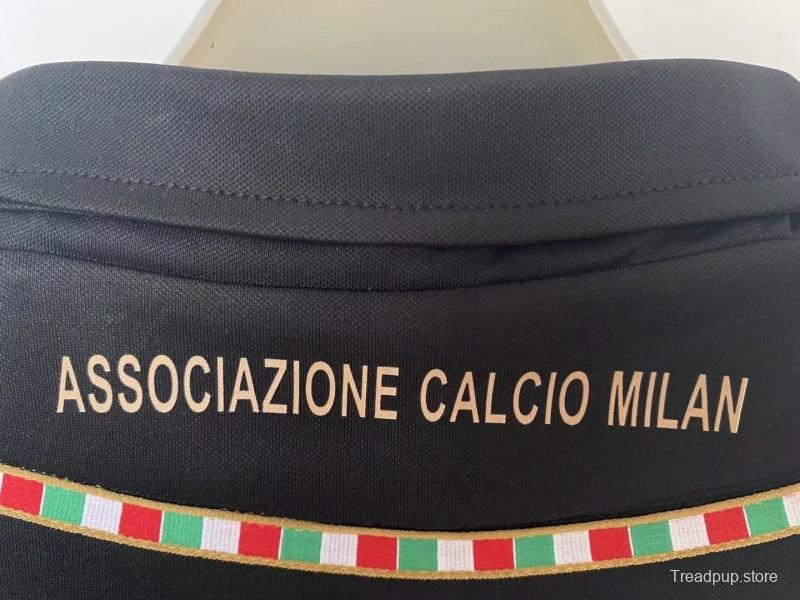 ASSOCIAZIONE CALCIO MILAN
Treadpup.store